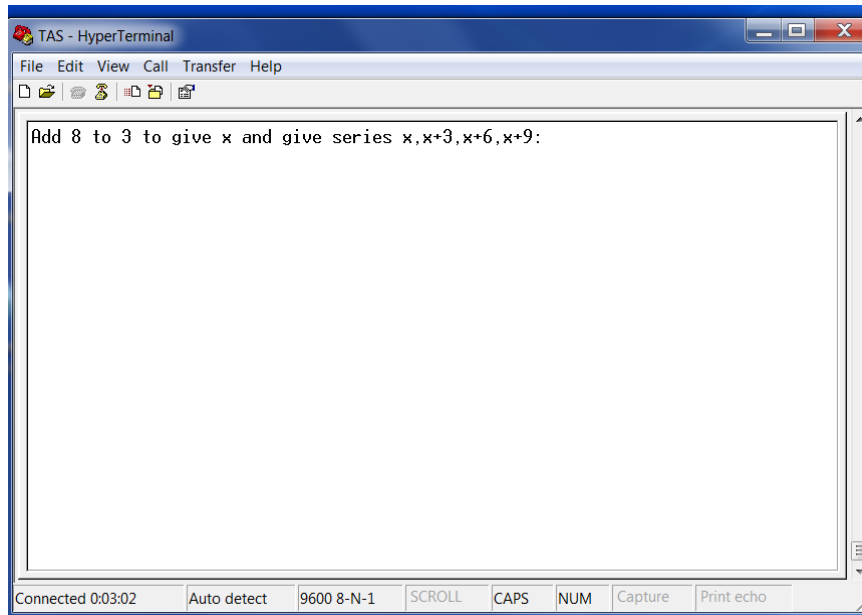 TAS - HyperTerminal
File Edit View Call Transfer Help
Add 8 to 3 to give x and give series x,x+3,x+6,x+9:
Connected 0:03:02 Auto detect 9600 8-N-1 SCROLL CAPS NUM Capture Print echo